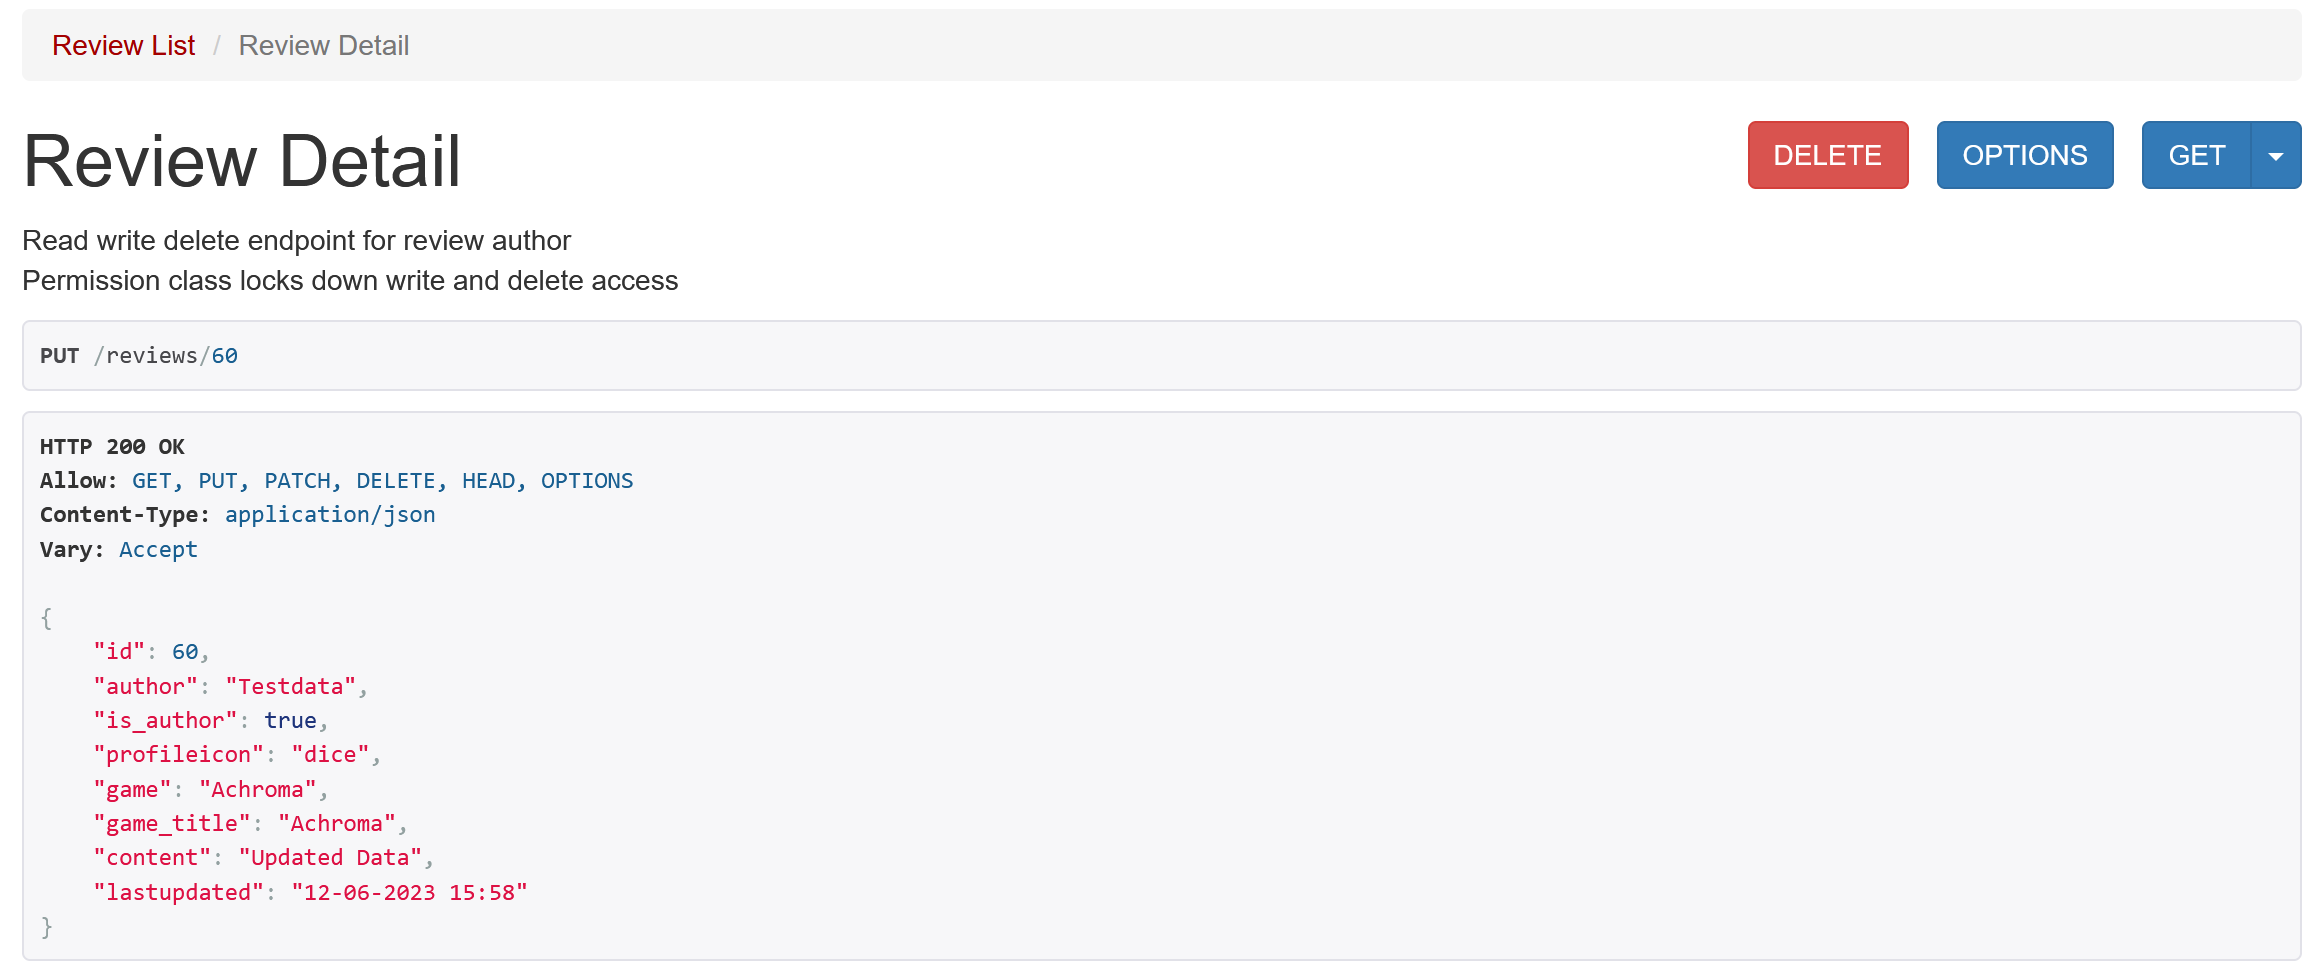 Review List / Review Detail
Review Detail
DELETE OPTIONS GET
Read write delete endpoint for review author
Permission class locks down write and delete access
PUT /reviews/60
HTTP 200 OK
Allow: GET, PUT, PATCH, DELETE, HEAD, OPTIONS
Content-Type: application/json
Vary: Accept
{
    "id": 60,
    "author": "Testdata",
    "is_author": true,
    "profileicon": "dice",
    "game": "Achroma",
    "game_title": "Achroma",
    "content": "Updated Data",
    "lastupdated": "12-06-2023 15:58"
}